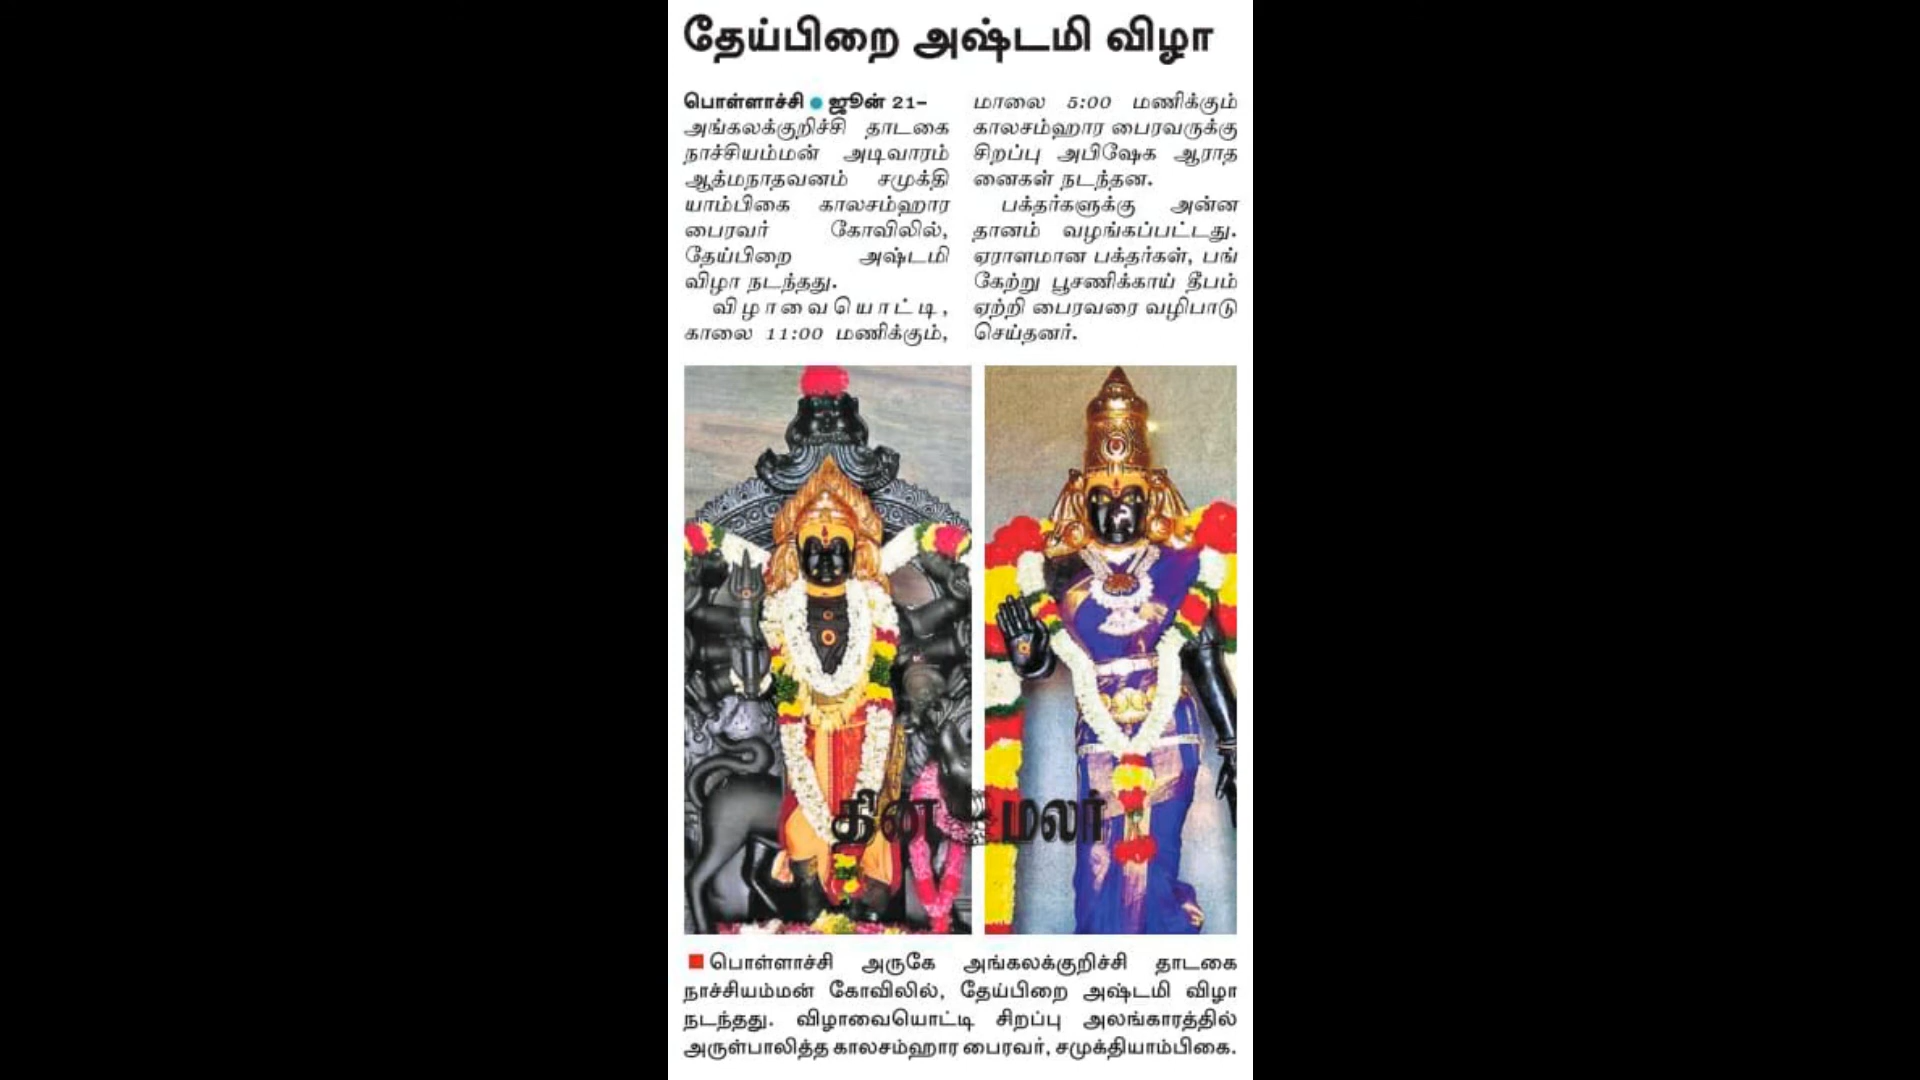 தேய்பிறை அஷ்டமி விழா
பொள்ளாச்சி ● ஜூன் 21-
அங்கலக்குறிச்சி தாடகை
நாச்சியம்மன் அடிவாரம்
ஆத்மநாதவனம் சமுக்தி
யாம்பிகை காலசம்ஹார
பைரவர் கோவிலில்,
தேய்பிறை அஷ்டமி
விழா நடந்தது.
விழாவையொட்டி,
காலை 11:00 மணிக்கும்,
மாலை 5:00 மணிக்கும்
காலசம்ஹார பைரவருக்கு
சிறப்பு அபிஷேக ஆராத
னைகள் நடந்தன.
பக்தர்களுக்கு அன்ன
தானம் வழங்கப்பட்டது.
ஏராளமான பக்தர்கள், பங்
கேற்று பூசணிக்காய் தீபம்
ஏற்றி பைரவரை வழிபாடு
செய்தனர்.
தினமலர்
பொள்ளாச்சி அருகே அங்கலக்குறிச்சி தாடகை
நாச்சியம்மன் கோவிலில், தேய்பிறை அஷ்டமி விழா
நடந்தது. விழாவையொட்டி சிறப்பு அலங்காரத்தில்
அருள்பாலித்த காலசம்ஹார பைரவர், சமுக்தியாம்பிகை.